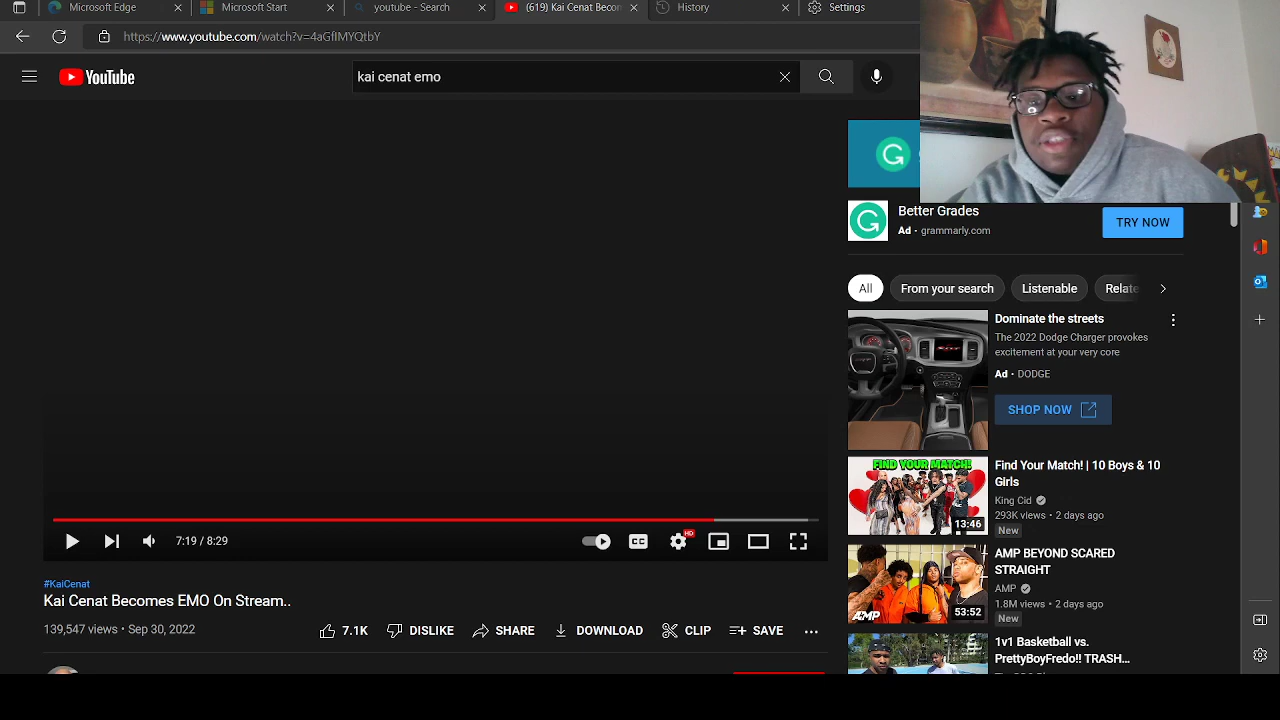 Microsoft Edge
Microsoft Start
youtube - Search
(619) Kai Cenat Becom
History
Settings
https://www.youtube.com/watch?v=4aGflMYQtbY
YouTube
kai cenat emo
Better Grades
Ad · grammarly.com
TRY NOW
All
From your search
Listenable
Relate
Dominate the streets
The 2022 Dodge Charger provokes
excitement at your very core
Ad · DODGE
SHOP NOW
FIND YOUR MATCH!
13:46
Find Your Match! | 10 Boys & 10
Girls
King Cid
293K views · 2 days ago
New
AMP
53:52
AMP BEYOND SCARED
STRAIGHT
AMP
1.8M views · 2 days ago
New
1v1 Basketball vs.
PrettyBoyFredo!! TRASH...
7:19 / 8:29
CC
HD
#KaiCenat
Kai Cenat Becomes EMO On Stream..
139,547 views · Sep 30, 2022
7.1K
DISLIKE
SHARE
DOWNLOAD
CLIP
SAVE